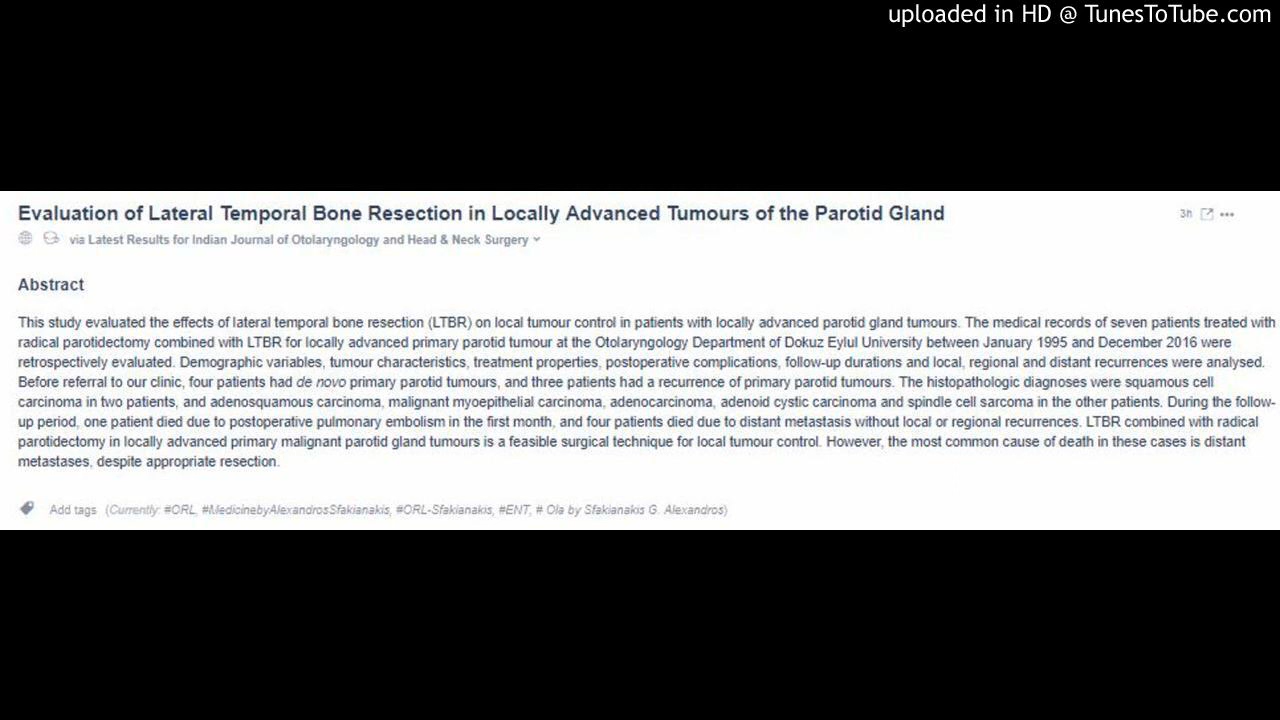 uploaded in HD @ TunesToTube.com
Evaluation of Lateral Temporal Bone Resection in Locally Advanced Tumours of the Parotid Gland
3h
via Latest Results for Indian Journal of Otolaryngology and Head & Neck Surgery
Abstract
This study evaluated the effects of lateral temporal bone resection (LTBR) on local tumour control in patients with locally advanced parotid gland tumours. The medical records of seven patients treated with
radical parotidectomy combined with LTBR for locally advanced primary parotid tumour at the Otolaryngology Department of Dokuz Eylul University between January 1995 and December 2016 were
retrospectively evaluated. Demographic variables, tumour characteristics, treatment properties, postoperative complications, follow-up durations and local, regional and distant recurrences were analysed.
Before referral to our clinic, four patients had de novo primary parotid tumours, and three patients had a recurrence of primary parotid tumours. The histopathologic diagnoses were squamous cell
carcinoma in two patients, and adenosquamous carcinoma, malignant myoepithelial carcinoma, adenocarcinoma, adenoid cystic carcinoma and spindle cell sarcoma in the other patients. During the follow-
up period, one patient died due to postoperative pulmonary embolism in the first month, and four patients died due to distant metastasis without local or regional recurrences. LTBR combined with radical
parotidectomy in locally advanced primary malignant parotid gland tumours is a feasible surgical technique for local tumour control. However, the most common cause of death in these cases is distant
metastases, despite appropriate resection.
Add tags (Currently: #ORL, #MedicinebyAlexandrosSfakianakis, #ORL-Sfakianakis, #ENT, # Ola by Sfakianakis G. Alexandros)